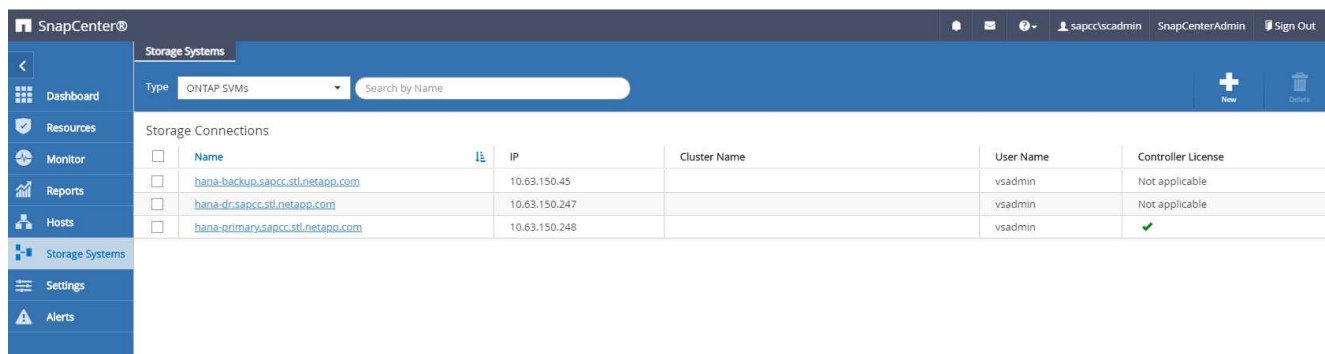 SnapCenter®
sapcc\scadmin SnapCenterAdmin Sign Out
Storage Systems
Type ONTAP SVMs Search by Name
New Delete
Dashboard
Resources
Monitor
Reports
Hosts
Storage Systems
Settings
Alerts
Storage Connections
Name IP Cluster Name User Name Controller License
hana-backup.sapcc.stl.netapp.com 10.63.150.45 vsadmin Not applicable
hana-dr.sapcc.stl.netapp.com 10.63.150.247 vsadmin Not applicable
hana-primary.sapcc.stl.netapp.com 10.63.150.248 vsadmin ✔